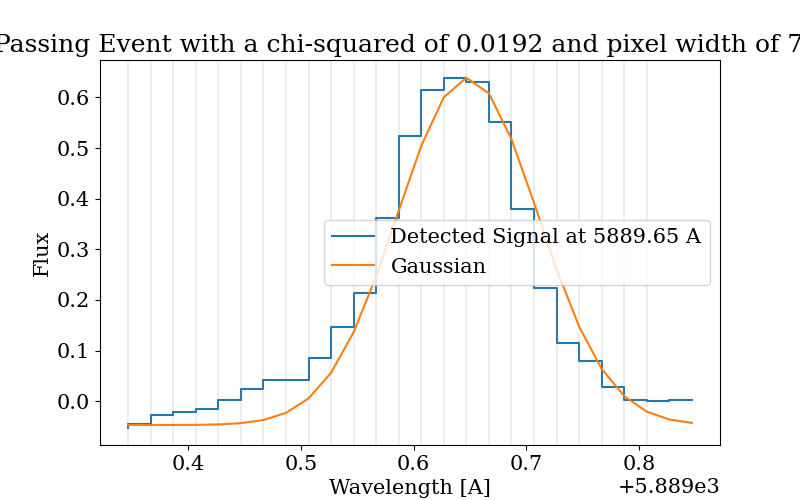 Passing Event with a chi-squared of 0.0192 and pixel width of 7
0.6
0.5
0.4
0.3
0.2
0.1
0.0
Flux
Detected Signal at 5889.65 A
Gaussian
0.4 0.5 0.6 0.7 0.8
Wavelength [A]
+5.889e3